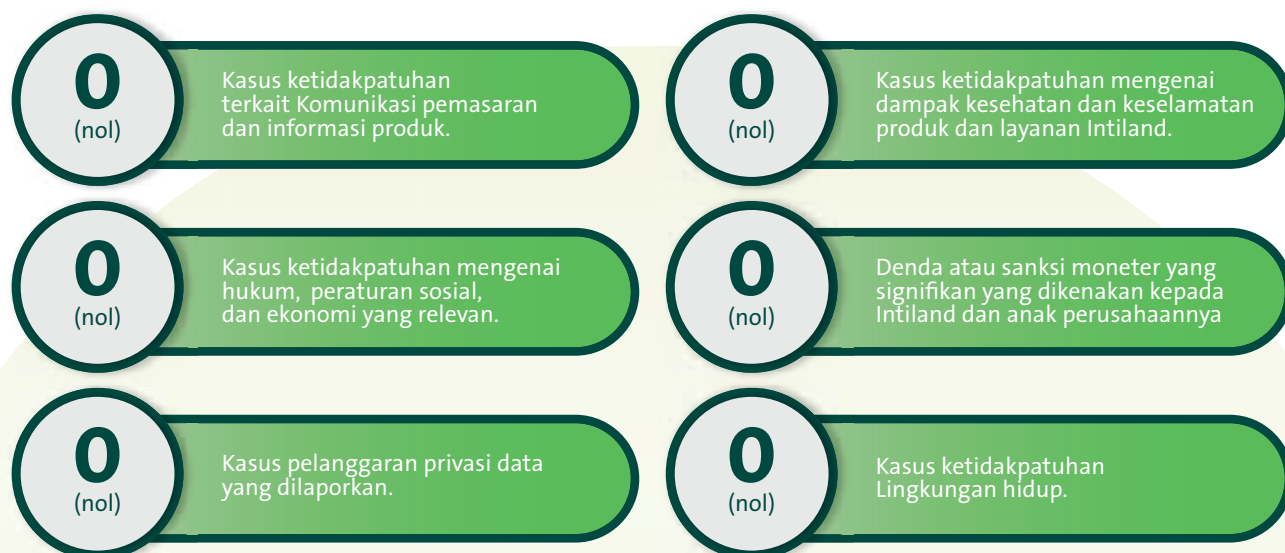 0
(nol)
Kasus ketidakpatuhan
terkait Komunikasi pemasaran
dan informasi produk.
0
(nol)
Kasus ketidakpatuhan mengenai
dampak kesehatan dan keselamatan
produk dan layanan Intiland.
0
(nol)
Kasus ketidakpatuhan mengenai
hukum, peraturan sosial,
dan ekonomi yang relevan.
0
(nol)
Denda atau sanksi moneter yang
signifikan yang dikenakan kepada
Intiland dan anak perusahaannya
0
(nol)
Kasus pelanggaran privasi data
yang dilaporkan.
0
(nol)
Kasus ketidakpatuhan
Lingkungan hidup.